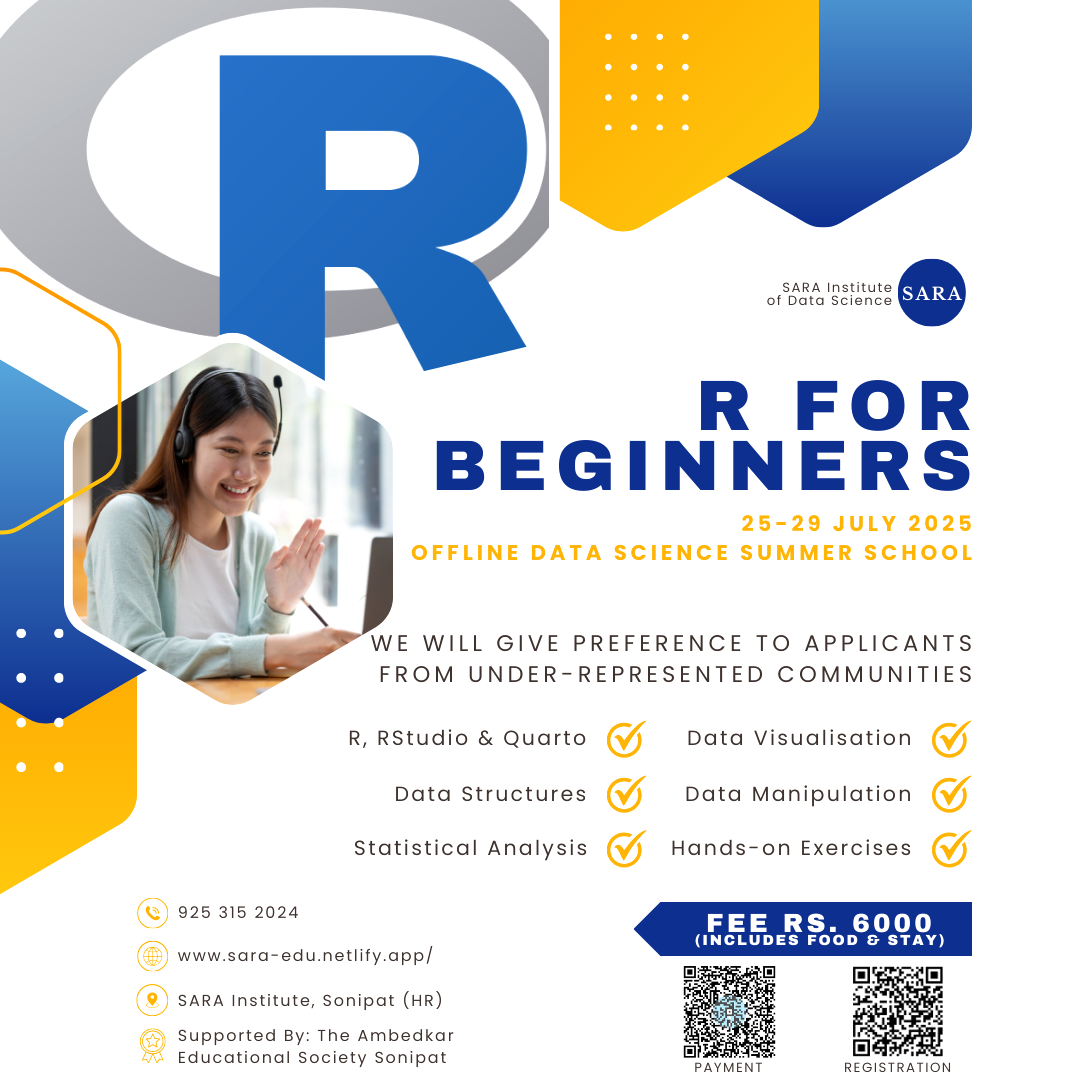 R
SARA Institute
of Data Science
SARA
R FOR
BEGINNERS
25-29 JULY 2025
OFFLINE DATA SCIENCE SUMMER SCHOOL
WE WILL GIVE PREFERENCE TO APPLICANTS
FROM UNDER-REPRESENTED COMMUNITIES
R, RStudio & Quarto
Data Visualisation
Data Structures
Data Manipulation
Statistical Analysis
Hands-on Exercises
925 315 2024
www.sara-edu.netlify.app/
SARA Institute, Sonipat (HR)
Supported By: The Ambedkar
Educational Society Sonipat
FEE RS. 6000
(INCLUDES FOOD & STAY)
PAYMENT
REGISTRATION